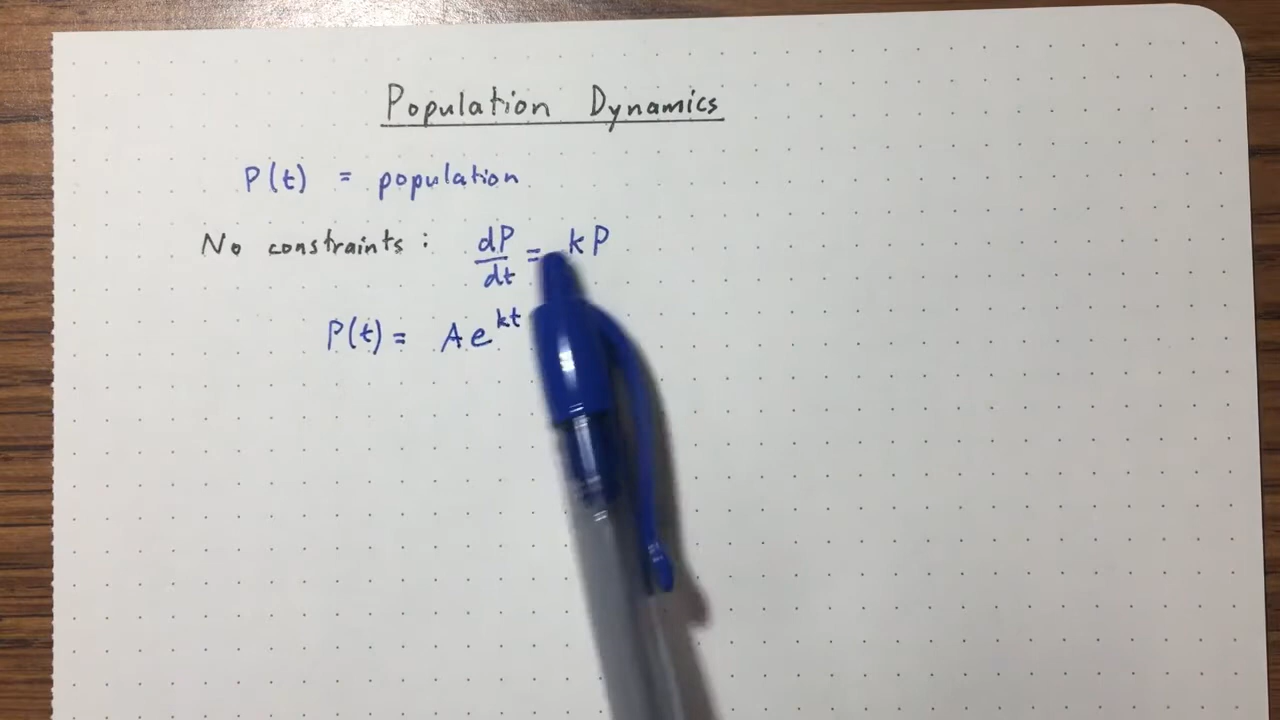 Population Dynamics
P(t) = population
No constraints: dP/dt = kP
P(t) = Ae^kt